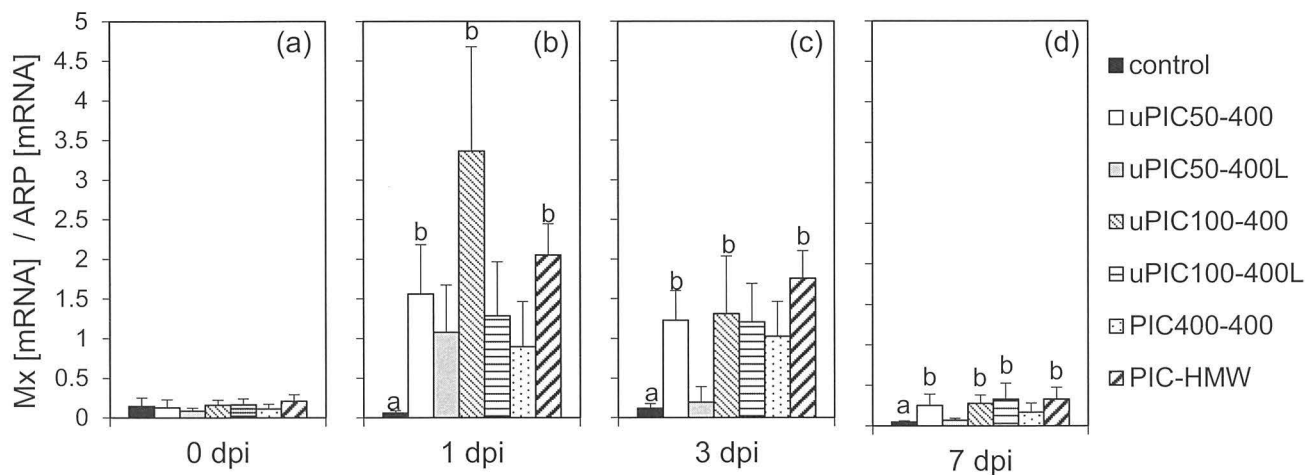 Mx [mRNA] / ARP [mRNA]
5
4.5
4
3.5
3
2.5
2
1.5
1
0.5
0
(a)
0 dpi
(b)
a
b
b
b
1 dpi
(c)
a
b
b
b
3 dpi
(d)
a
b
b
b
b
7 dpi
control
uPIC50-400
uPIC50-400L
uPIC100-400
uPIC100-400L
PIC400-400
PIC-HMW